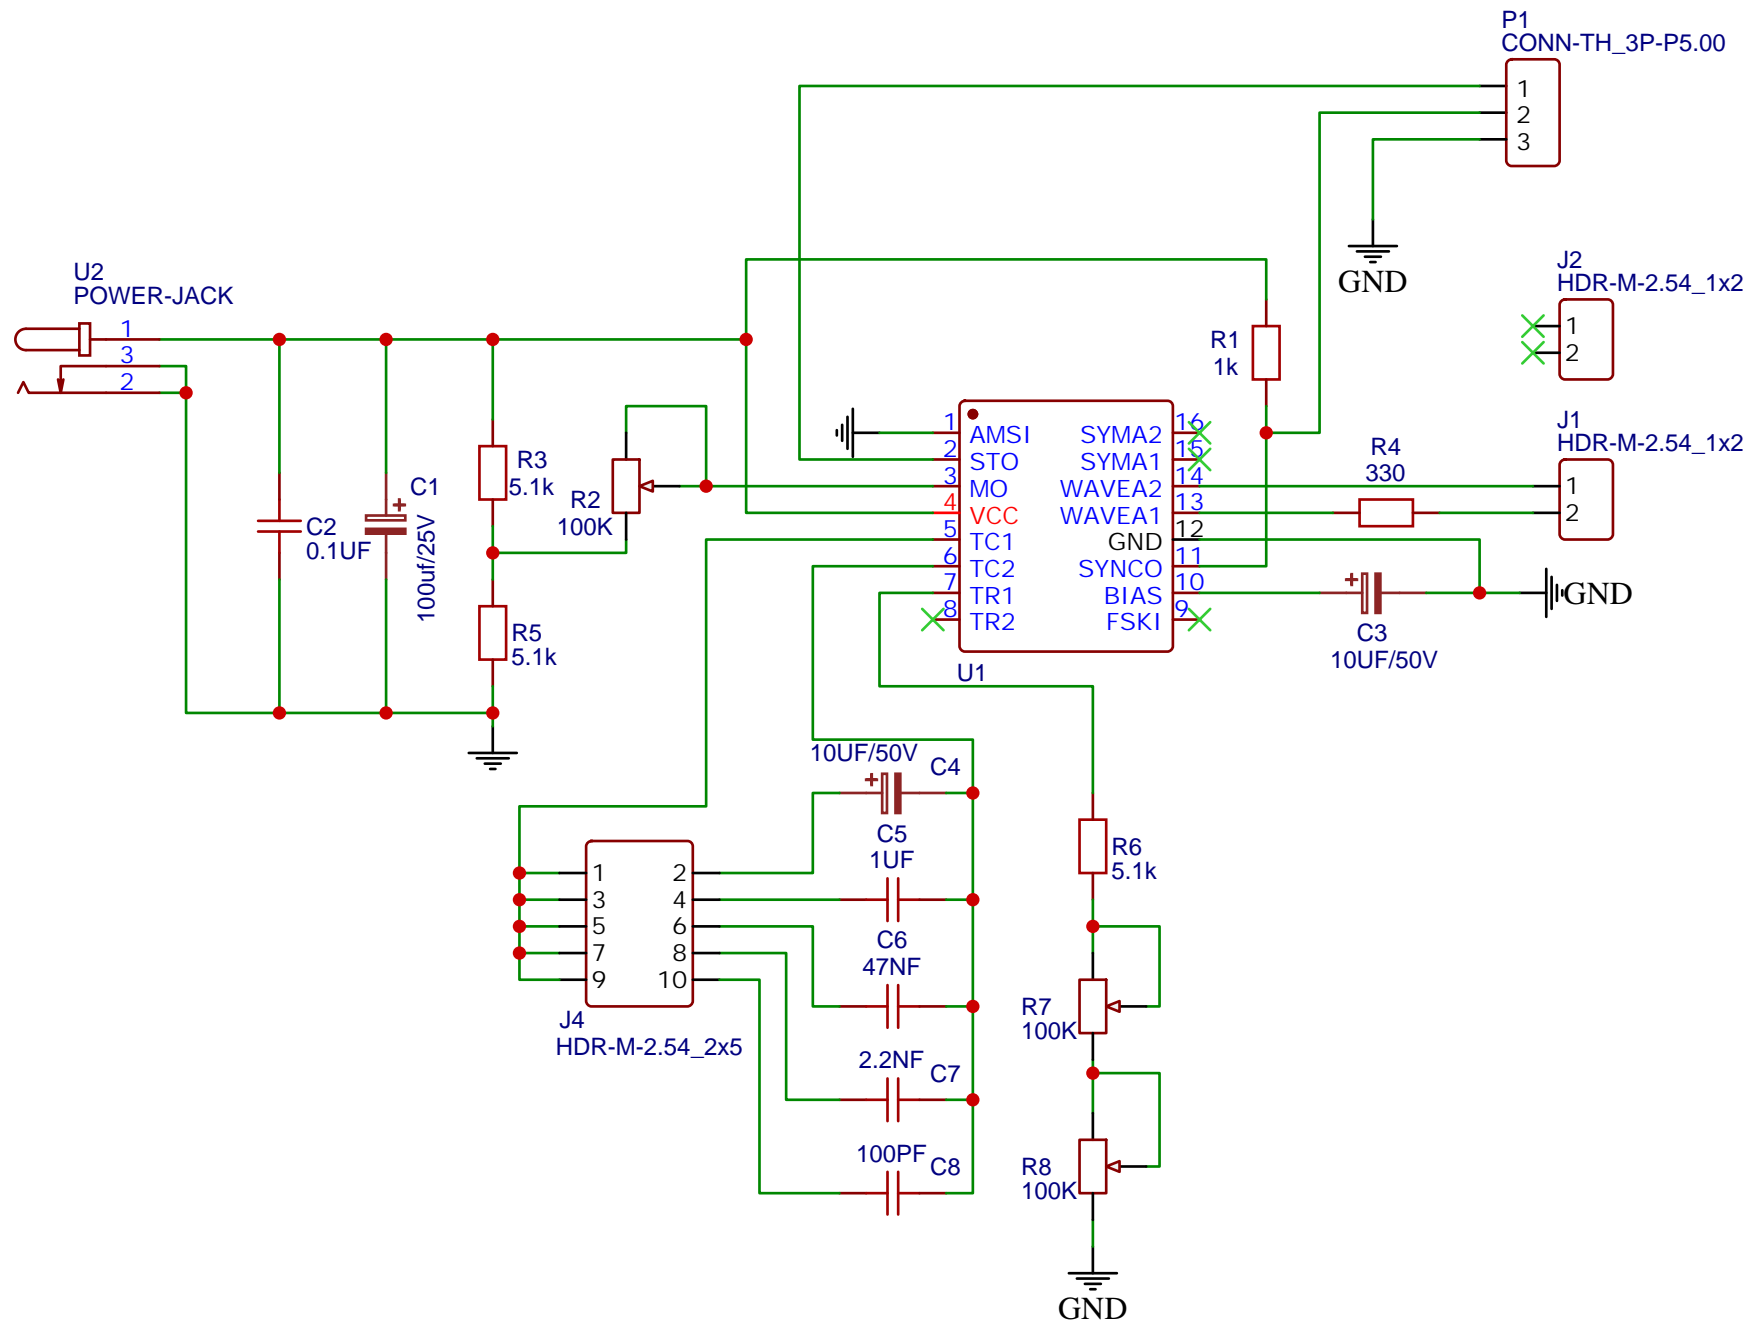 P1
CONN-TH_3P-P5.00
1
2
3
GND
U2
POWER-JACK
1
3
2
J2
HDR-M-2.54_1x2
1
2
R1
1k
J1
HDR-M-2.54_1x2
1
2
R4
330
R3
5.1k
R2
100K
C1
100uf/25V
C2
0.1UF
R5
5.1k
1 AMSI SYMA2 16
2 STO SYMA1 15
3 MO WAVEA2 14
4 VCC WAVEA1 13
5 TC1 GND 12
6 TC2 SYNCO 11
7 TR1 BIAS 10
8 TR2 FSKI 9
U1
GND
C3
10UF/50V
10UF/50V C4
C5
1UF
C6
47NF
2.2NF C7
100PF C8
1 2
3 4
5 6
7 8
9 10
J4
HDR-M-2.54_2x5
R6
5.1k
R7
100K
R8
100K
GND